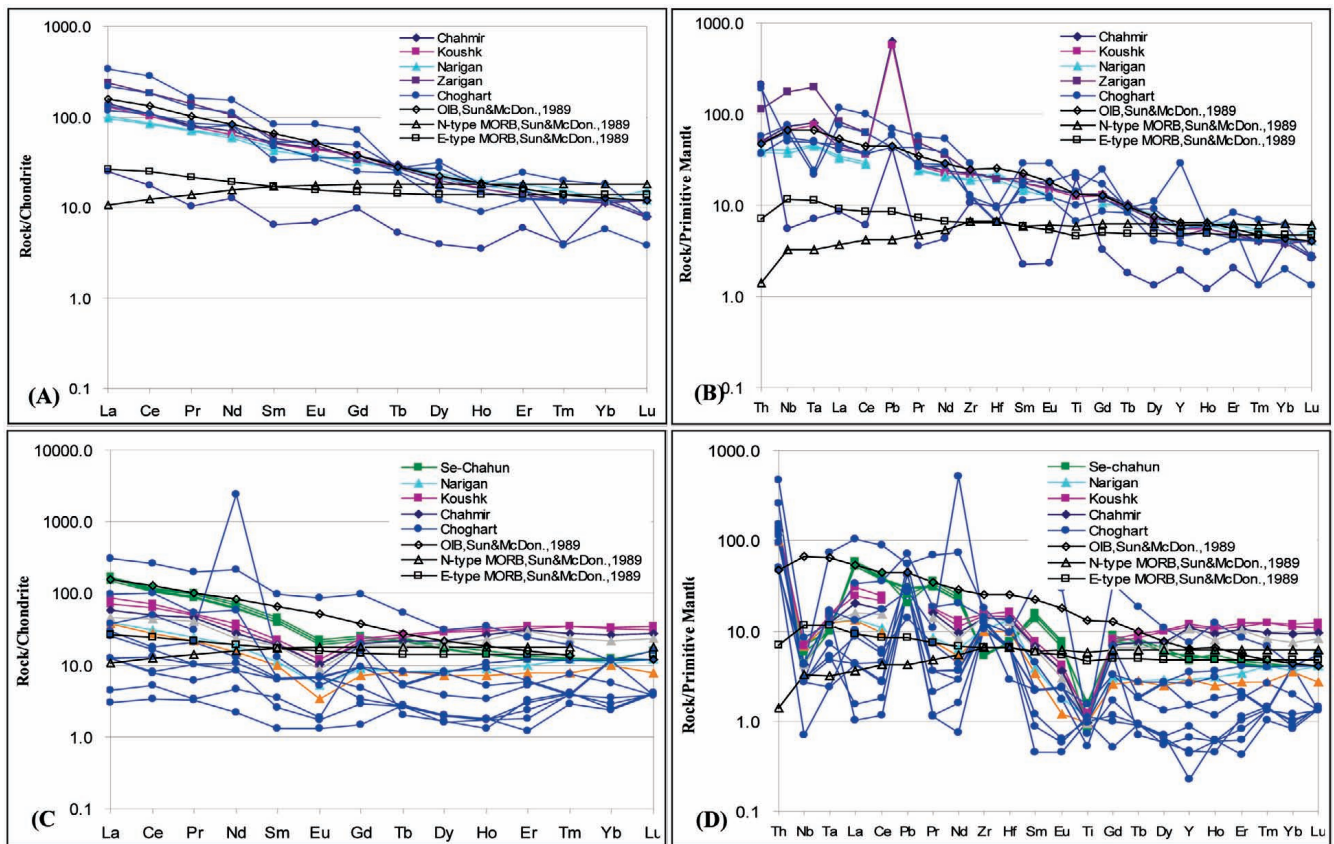 1000.0
100.0
10.0
1.0
0.1
Rock/Chondrite
Chahmir
Koushk
Narigan
Zarigan
Choghart
OIB,Sun&McDon.,1989
N-type MORB,Sun&McDon.,1989
E-type MORB,Sun&McDon.,1989
(A)
La Ce Pr Nd Sm Eu Gd Tb Dy Ho Er Tm Yb Lu
1000.0
100.0
10.0
1.0
0.1
Rock/Primitive Mantle
Chahmir
Koushk
Narigan
Zarigan
Choghart
OIB,Sun&McDon.,1989
N-type MORB,Sun&McDon.,1989
E-type MORB,Sun&McDon.,1989
(B)
Th Nb Ta La Ce Pb Pr Nd Zr Hf Sm Eu Ti Gd Tb Dy Y Ho Er Tm Yb Lu
10000.0
1000.0
100.0
10.0
1.0
0.1
Rock/Chondrite
Se-Chahun
Narigan
Koushk
Chahmir
Choghart
OIB,Sun&McDon.,1989
N-type MORB,Sun&McDon.,1989
E-type MORB,Sun&McDon.,1989
(C
La Ce Pr Nd Sm Eu Gd Tb Dy Ho Er Tm Yb Lu
1000.0
100.0
10.0
1.0
0.1
Rock/Primitive Mantle
Se-chahun
Narigan
Koushk
Chahmir
Choghart
OIB,Sun&McDon.,1989
N-type MORB,Sun&McDon.,1989
E-type MORB,Sun&McDon.,1989
(D)
Th Nb Ta La Ce Pb Pr Nd Zr Hf Sm Eu Ti Gd Tb Dy Y Ho Er Tm Yb Lu